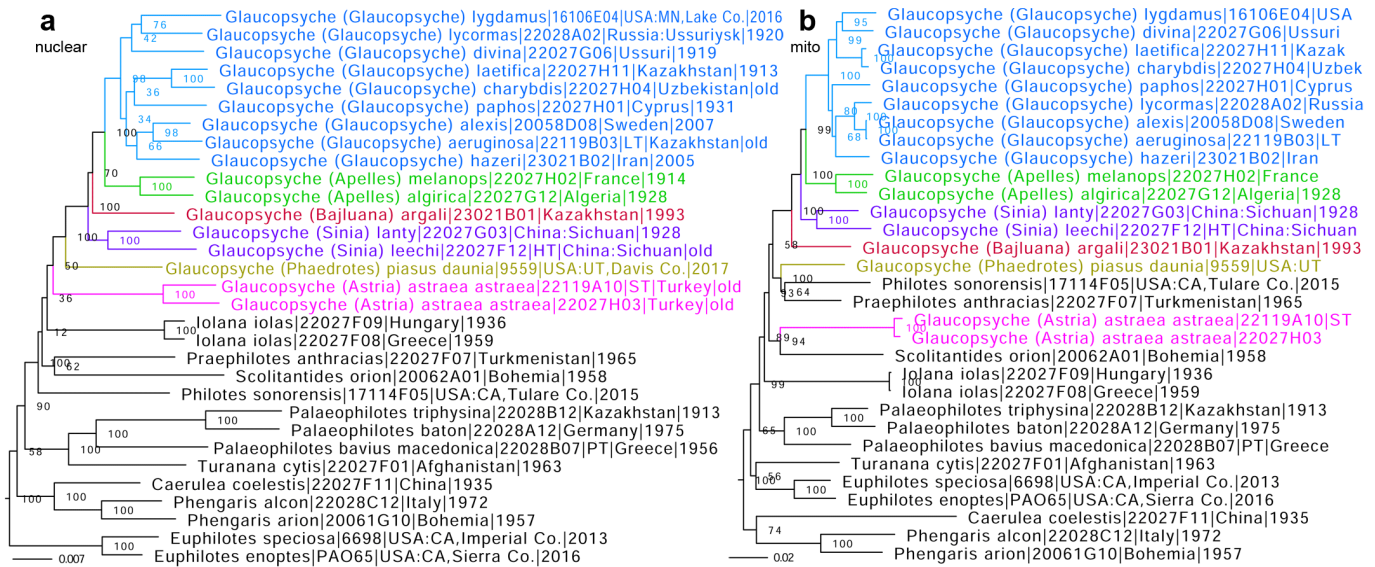 a
nuclear
Glaucopsyche (Glaucopsyche) lygdamus|16106E04|USA:MN,Lake Co.|2016
76
42
Glaucopsyche (Glaucopsyche) lycormas|22028A02|Russia:Ussuriysk|1920
Glaucopsyche (Glaucopsyche) divina|22027G06|Ussuri|1919
98
Glaucopsyche (Glaucopsyche) laetifica|22027H11|Kazakhstan|1913
100
36
Glaucopsyche (Glaucopsyche) charybdis|22027H04|Uzbekistan|old
Glaucopsyche (Glaucopsyche) paphos|22027H01|Cyprus|1931
34
100
Glaucopsyche (Glaucopsyche) alexis|20058D08|Sweden|2007
98
66
Glaucopsyche (Glaucopsyche) aeruginosa|22119B03|LT|Kazakhstan|old
Glaucopsyche (Glaucopsyche) hazeri|23021B02|Iran|2005
70
Glaucopsyche (Apelles) melanops|22027H02|France|1914
100
Glaucopsyche (Apelles) algirica|22027G12|Algeria|1928
100
Glaucopsyche (Bajluana) argali|23021B01|Kazakhstan|1993
100
Glaucopsyche (Sinia) lanty|22027G03|China:Sichuan|1928
100
Glaucopsyche (Sinia) leechi|22027F12|HT|China:Sichuan|old
50
Glaucopsyche (Phaedrotes) piasus daunia|9559|USA:UT,Davis Co.|2017
36
Glaucopsyche (Astria) astraea astraea|22119A10|ST|Turkey|old
100
Glaucopsyche (Astria) astraea astraea|22027H03|Turkey|old
12
Iolana iolas|22027F09|Hungary|1936
100
Iolana iolas|22027F08|Greece|1959
100
62
Praephilotes anthracias|22027F07|Turkmenistan|1965
Scolitantides orion|20062A01|Bohemia|1958
90
Philotes sonorensis|17114F05|USA:CA,Tulare Co.|2015
Palaeophilotes triphysina|22028B12|Kazakhstan|1913
100
100
Palaeophilotes baton|22028A12|Germany|1975
58
100
Palaeophilotes bavius macedonica|22028B07|PT|Greece|1956
Turanana cytis|22027F01|Afghanistan|1963
100
Caerulea coelestis|22027F11|China|1935
100
Phengaris alcon|22028C12|Italy|1972
100
Phengaris arion|20061G10|Bohemia|1957
Euphilotes speciosa|6698|USA:CA,Imperial Co.|2013
100
Euphilotes enoptes|PAO65|USA:CA,Sierra Co.|2016
0.007
b
mito
Glaucopsyche (Glaucopsyche) lygdamus|16106E04|USA
95
Glaucopsyche (Glaucopsyche) divina|22027G06|Ussuri
99
Glaucopsyche (Glaucopsyche) laetifica|22027H11|Kazak
100
Glaucopsyche (Glaucopsyche) charybdis|22027H04|Uzbek
100
Glaucopsyche (Glaucopsyche) paphos|22027H01|Cyprus
80
Glaucopsyche (Glaucopsyche) lycormas|22028A02|Russia
100
99
Glaucopsyche (Glaucopsyche) alexis|20058D08|Sweden
100
68
Glaucopsyche (Glaucopsyche) aeruginosa|22119B03|LT
Glaucopsyche (Glaucopsyche) hazeri|23021B02|Iran
100
Glaucopsyche (Apelles) melanops|22027H02|France
100
Glaucopsyche (Apelles) algirica|22027G12|Algeria|1928
100
Glaucopsyche (Sinia) lanty|22027G03|China:Sichuan|1928
100
Glaucopsyche (Sinia) leechi|22027F12|HT|China:Sichuan
58
Glaucopsyche (Bajluana) argali|23021B01|Kazakhstan|1993
Glaucopsyche (Phaedrotes) piasus daunia|9559|USA:UT
100
Philotes sonorensis|17114F05|USA:CA,Tulare Co.|2015
93
64
Praephilotes anthracias|22027F07|Turkmenistan|1965
Glaucopsyche (Astria) astraea astraea|22119A10|ST
100
Glaucopsyche (Astria) astraea astraea|22027H03
89
94
Scolitantides orion|20062A01|Bohemia|1958
Iolana iolas|22027F09|Hungary|1936
99
100
Iolana iolas|22027F08|Greece|1959
Palaeophilotes triphysina|22028B12|Kazakhstan|1913
100
65
100
Palaeophilotes baton|22028A12|Germany|1975
Palaeophilotes bavius macedonica|22028B07|PT|Greece
Turanana cytis|22027F01|Afghanistan|1963
100
56
Euphilotes speciosa|6698|USA:CA,Imperial Co.|2013
100
Euphilotes enoptes|PAO65|USA:CA,Sierra Co.|2016
Caerulea coelestis|22027F11|China|1935
74
Phengaris alcon|22028C12|Italy|1972
100
Phengaris arion|20061G10|Bohemia|1957
0.02